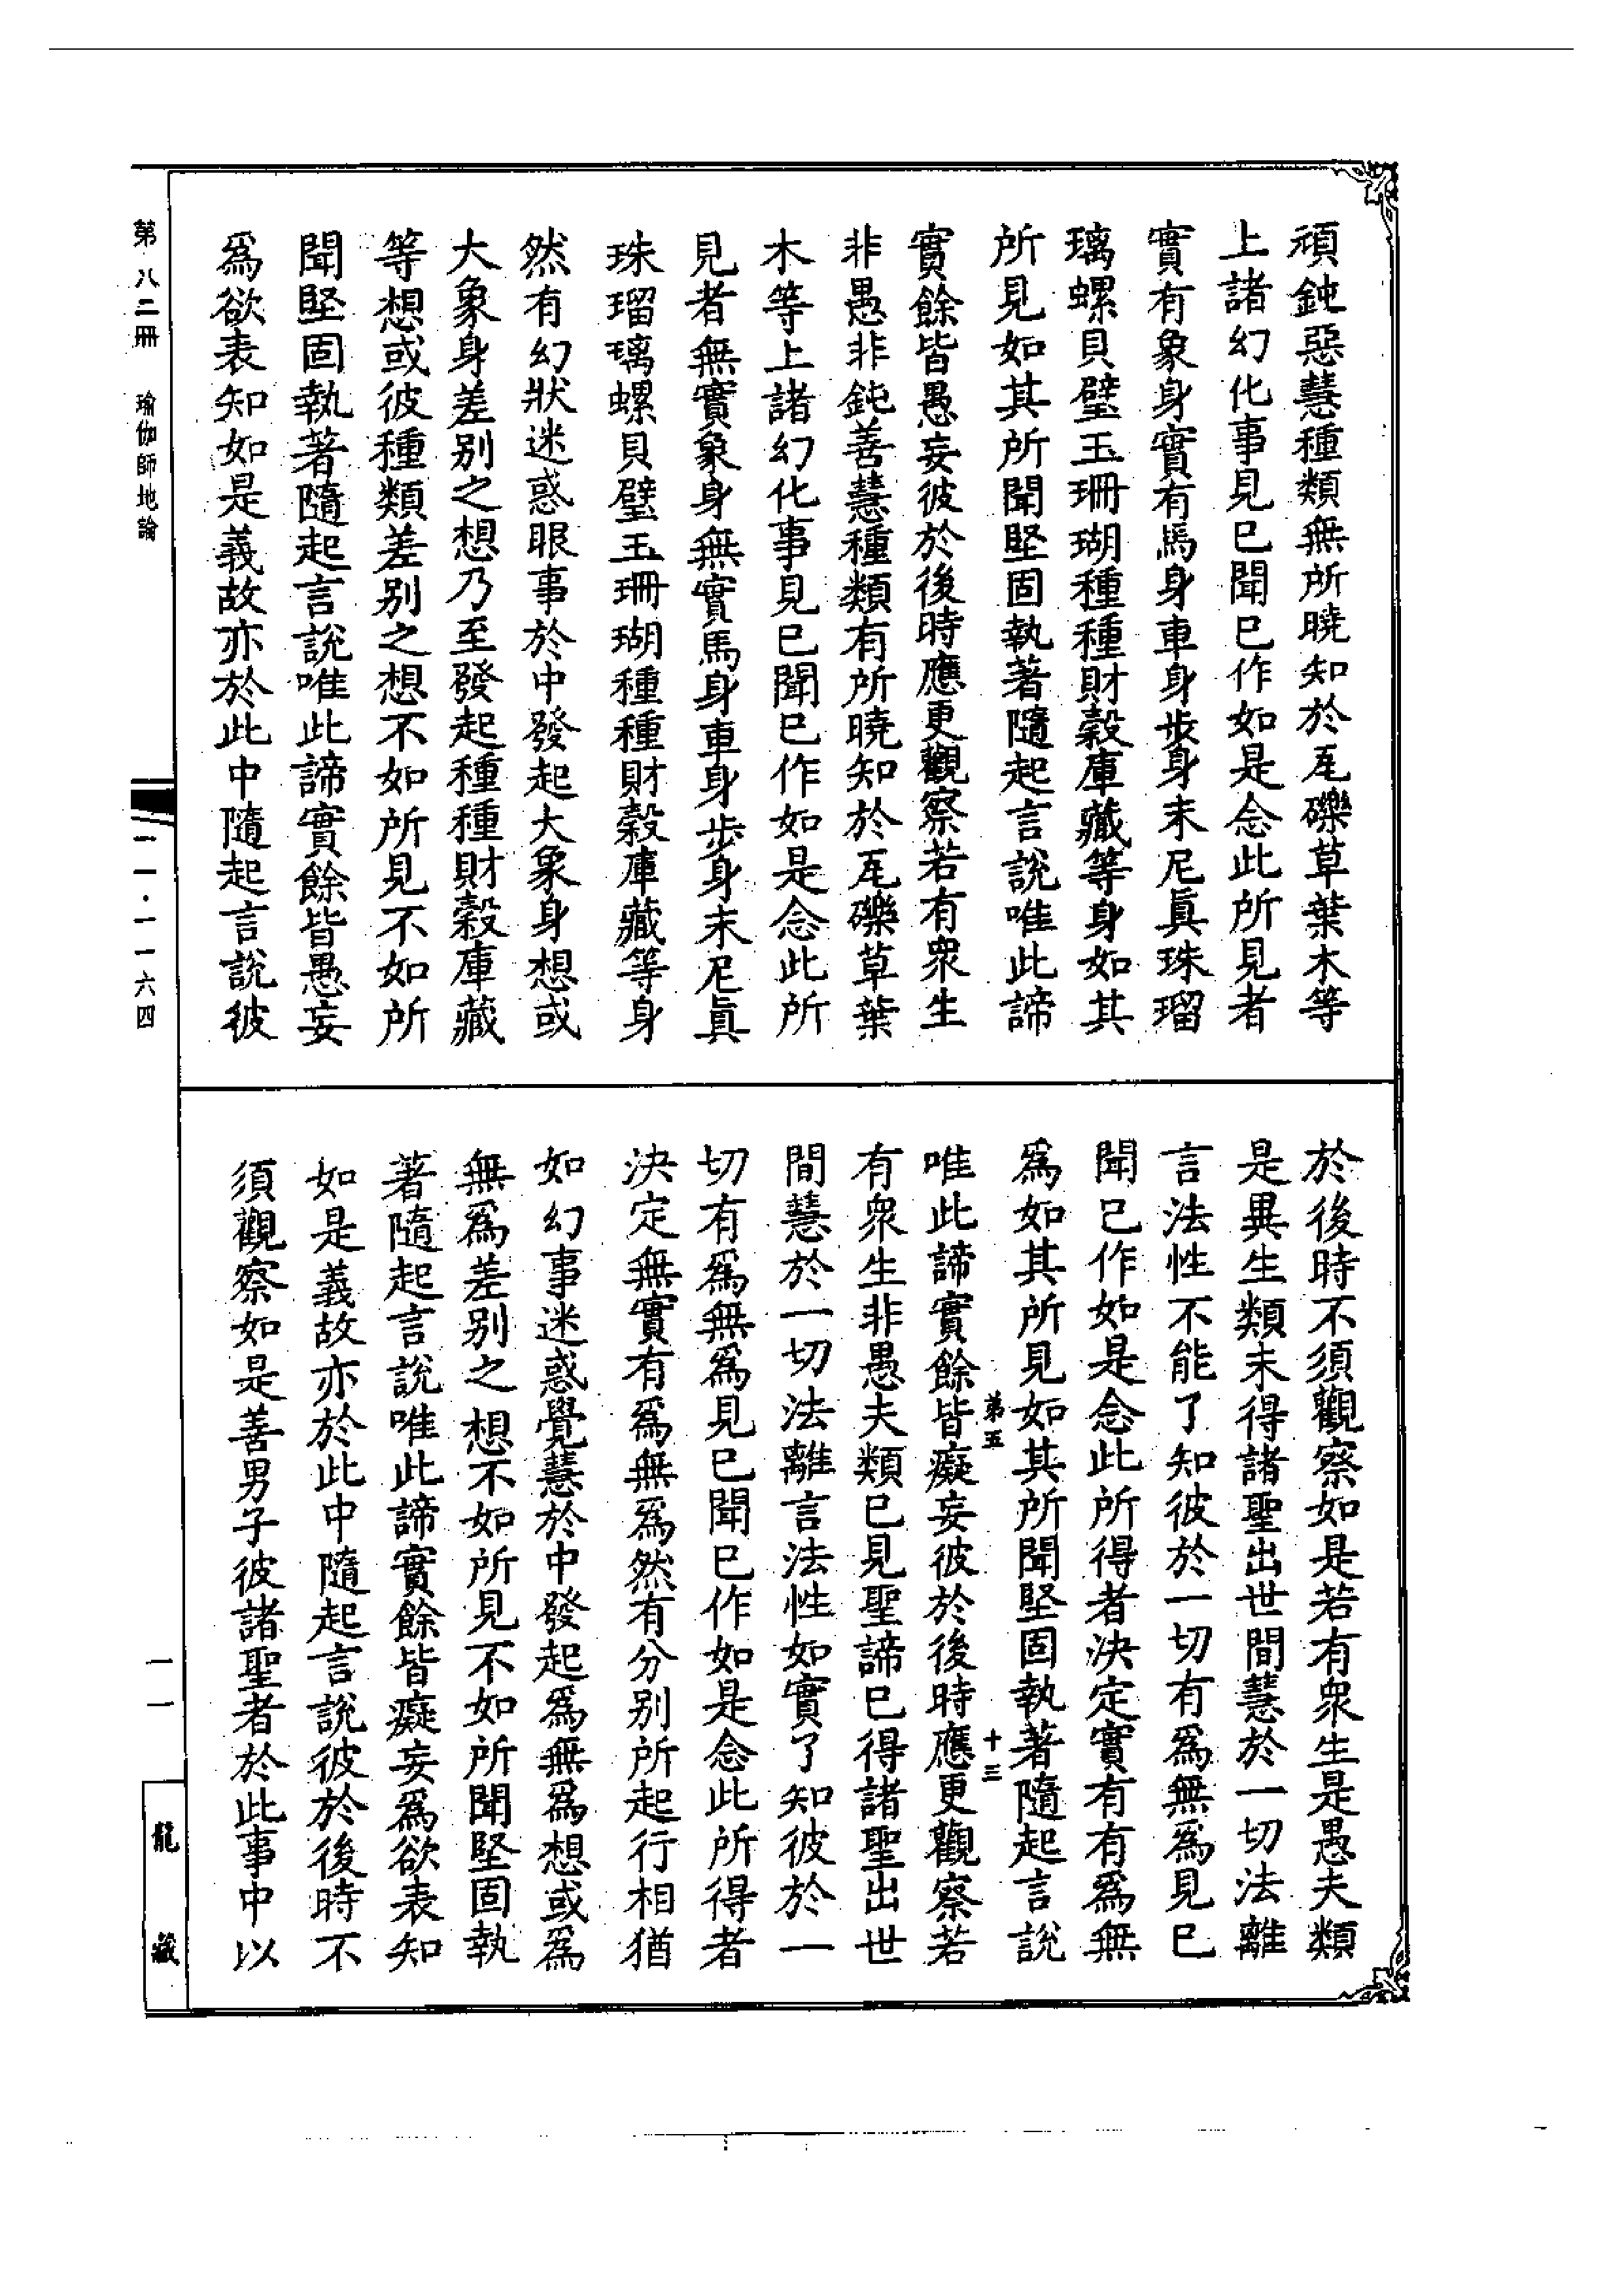 頑鈍惡慧種類無所曉知於瓦礫草葉木等
上諸幻化事見已聞已作如是念此所見者
實有象身實有馬身車身步身末尼眞珠瑠
璃螺貝璧玉珊瑚種種財穀庫藏等身如其
所見如其所聞堅固執著隨起言說唯此諦
實餘皆愚妄彼於後時應更觀察若有衆生
非愚非鈍善慧種類有所曉知於瓦礫草葉
木等上諸幻化事見已聞已作如是念此所
見者無實象身無實馬身車身步身末尼眞
珠瑠璃螺貝璧玉珊瑚種種財穀庫藏等身
然有幻狀迷惑眼事於中發起大象身想或
大象身差別之想乃至發起種種財穀庫藏
等想或彼種類差別之想不如所見不如所
聞堅固執著隨起言說唯此諦實餘皆愚妄
爲欲表知如是義故亦於此中隨起言說彼
於後時不須觀察如是若有衆生是愚夫類
是異生類未得諸聖出世間慧於一切法離
言法性不能了知彼於一切有爲無爲見已
聞已作如是念此所得者決定實有有爲無
爲如其所見如其所聞堅固執著隨起言說
第五 十三
唯此諦實餘皆癡妄彼於後時應更觀察若
有衆生非愚夫類已見聖諦已得諸聖出世
間慧於一切法離言法性如實了知彼於一
切有爲無爲見已聞已作如是念此所得者
決定無實有爲無爲然有分別所起行相猶
如幻事迷惑覺慧於中發起爲無爲想或爲
無爲差別之想不如所見不如所聞堅固執
著隨起言說唯此諦實餘皆癡妄爲欲表知
如是義故亦於此中隨起言說彼於後時不
須觀察如是善男子彼諸聖者於此事中以
第八二冊 瑜伽師地論
一一·一一六四
一一
龍藏